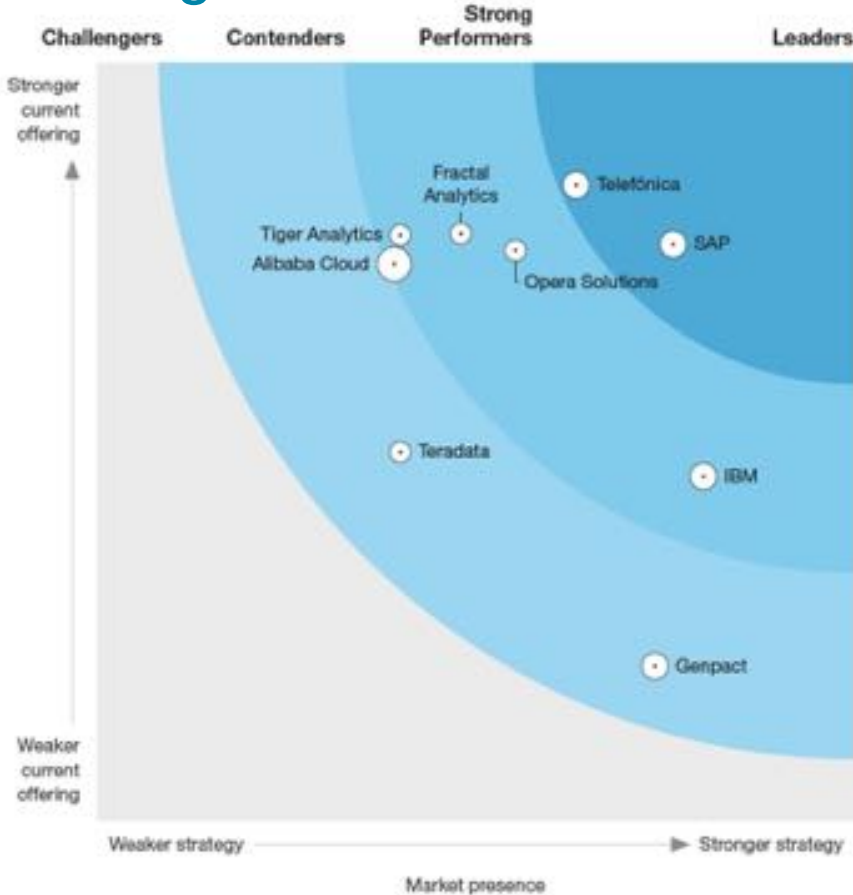 Challengers
Contenders
Strong
Performers
Leaders
Stronger
current
offering
Telefónica
Fractal
Analytics
Tiger Analytics
SAP
Alibaba Cloud
Opera Solutions
Teradata
IBM
Genpact
Weaker
current
offering
Weaker strategy
Stronger strategy
Market presence